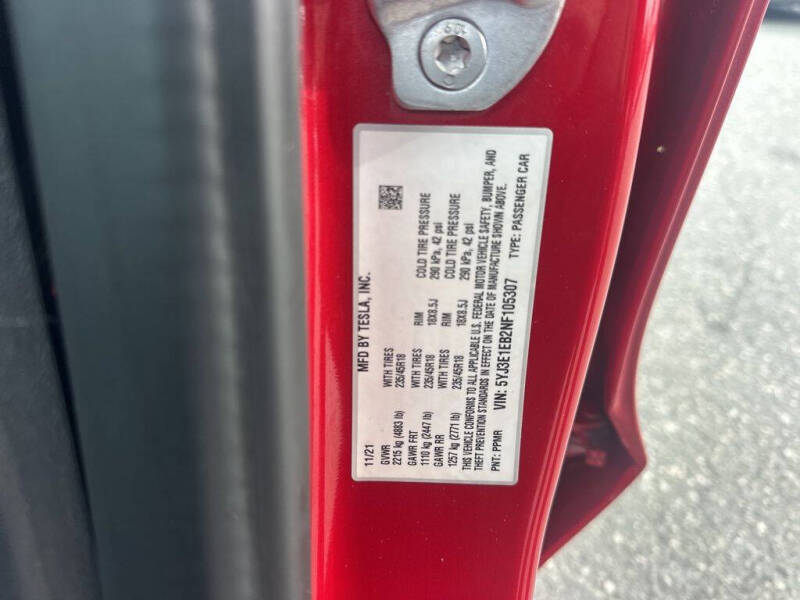 MFD BY TESLA, INC.
11/21
GVWR WITH TIRES RIM COLD TIRE PRESSURE
2215 kg (4883 lb) 235/45R18 18X8.5J 290 kPa, 42 psi
GAWR FRT WITH TIRES RIM COLD TIRE PRESSURE
1110 kg (2447 lb) 235/45R18 18X8.5J 290 kPa, 42 psi
GAWR RR
1257 kg (2771 lb)
THIS VEHICLE CONFORMS TO ALL APPLICABLE U.S. FEDERAL MOTOR VEHICLE SAFETY, BUMPER, AND
THEFT PREVENTION STANDARDS IN EFFECT ON THE DATE OF MANUFACTURE SHOWN ABOVE.
PNT: PPMR VIN: 5YJ3E1EB2NF105307 TYPE: PASSENGER CAR